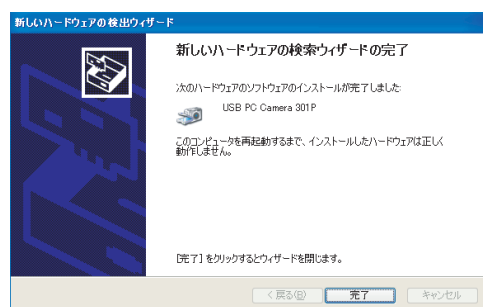 新しいハードウェアの検出ウィザード
新しいハードウェアの検索ウィザードの完了
次のハードウェアのソフトウェアのインストールが完了しました:
USB PC Camera 301P
このコンピュータを再起動するまで、インストールしたハードウェアは正しく
動作しません。
[完了] をクリックするとウィザードを閉じます。
< 戻る(B)
完了
キャンセル